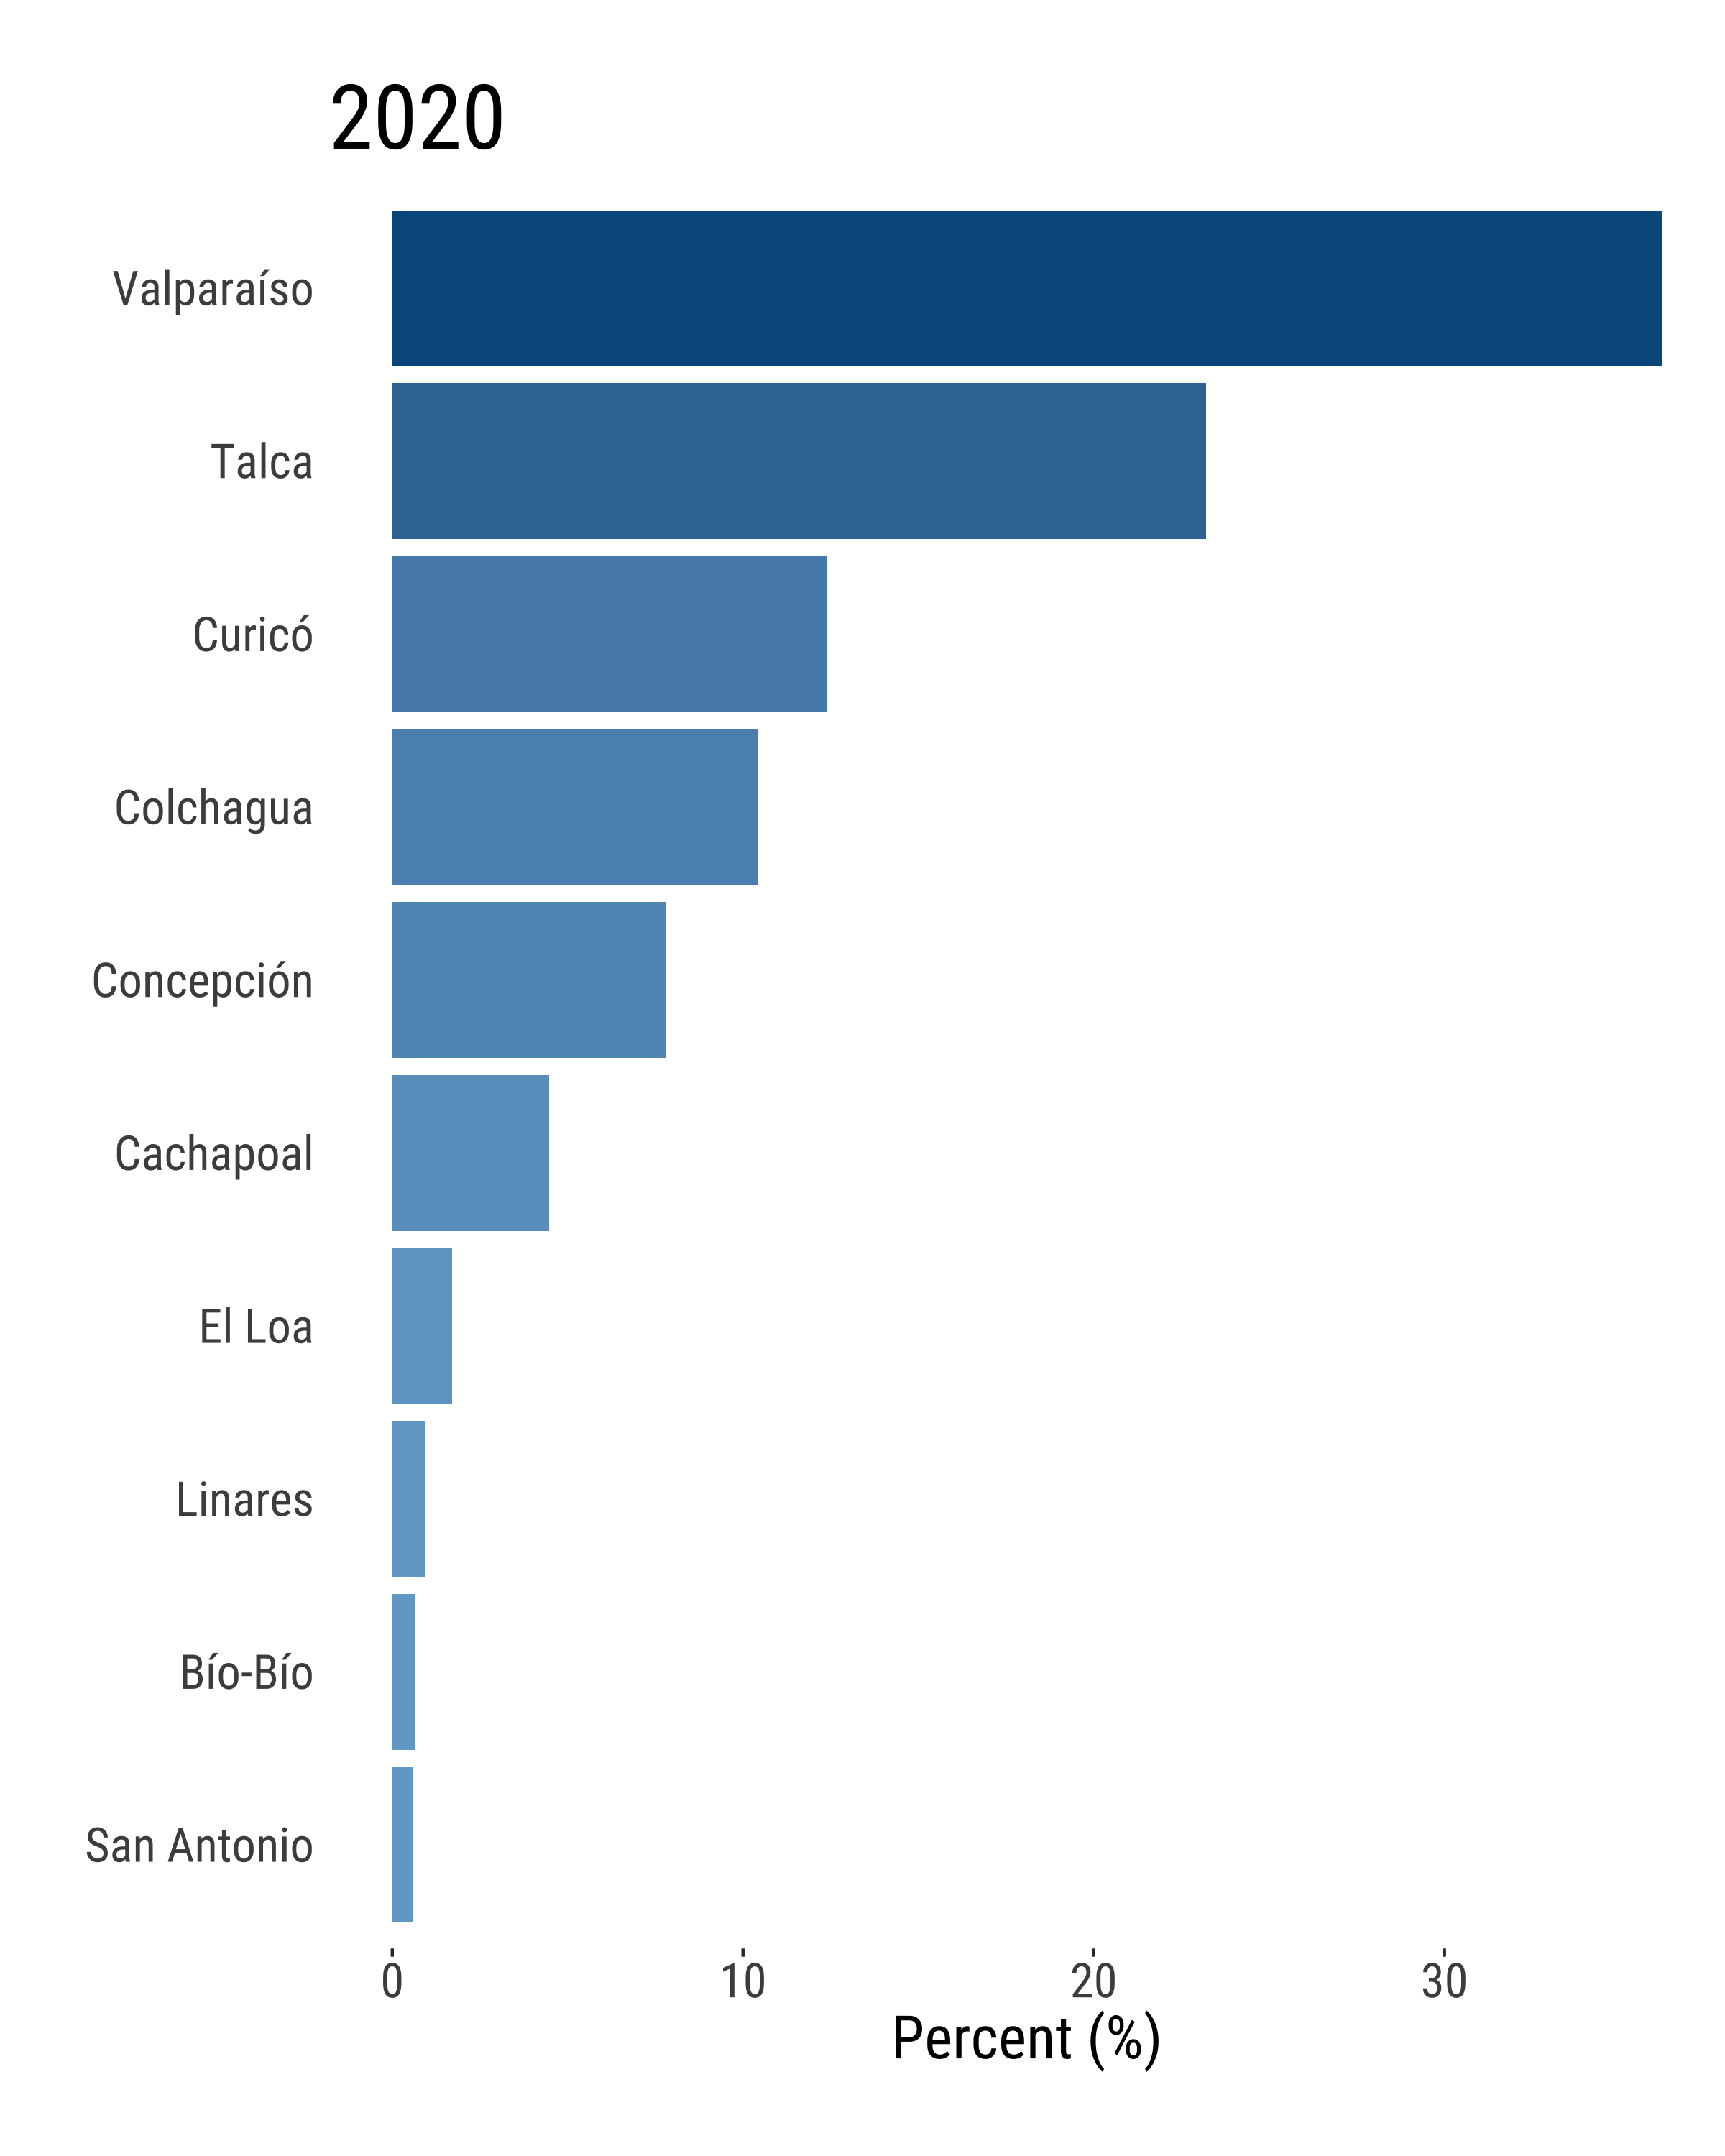 2020
Valparaíso
Talca
Curicó
Colchagua
Concepción
Cachapoal
El Loa
Linares
Bío-Bío
San Antonio
0 10 20 30
Percent (%)